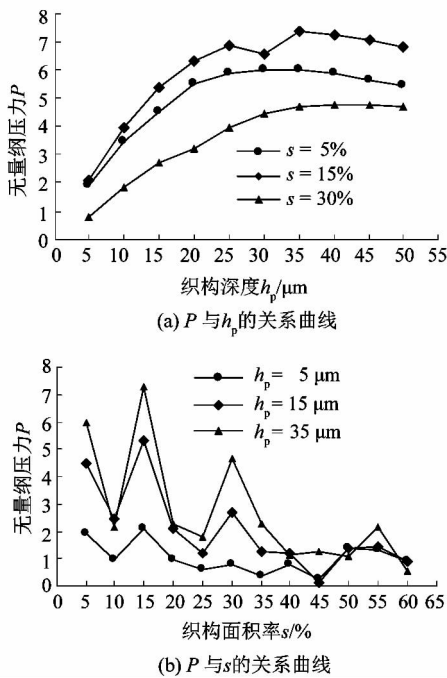 8
7
6
5
4
3
2
1
0
无量纲压力P
s = 5%
s = 15%
s = 30%
5 10 15 20 25 30 35 40 45 50 55
织构深度hp/μm
(a) P 与hp的关系曲线
8
7
6
5
4
3
2
1
0
无量纲压力P
hp = 5 μm
hp = 15 μm
hp = 35 μm
0 5 10 15 20 25 30 35 40 45 50 55 60 65
织构面积率s/%
(b) P 与s的关系曲线